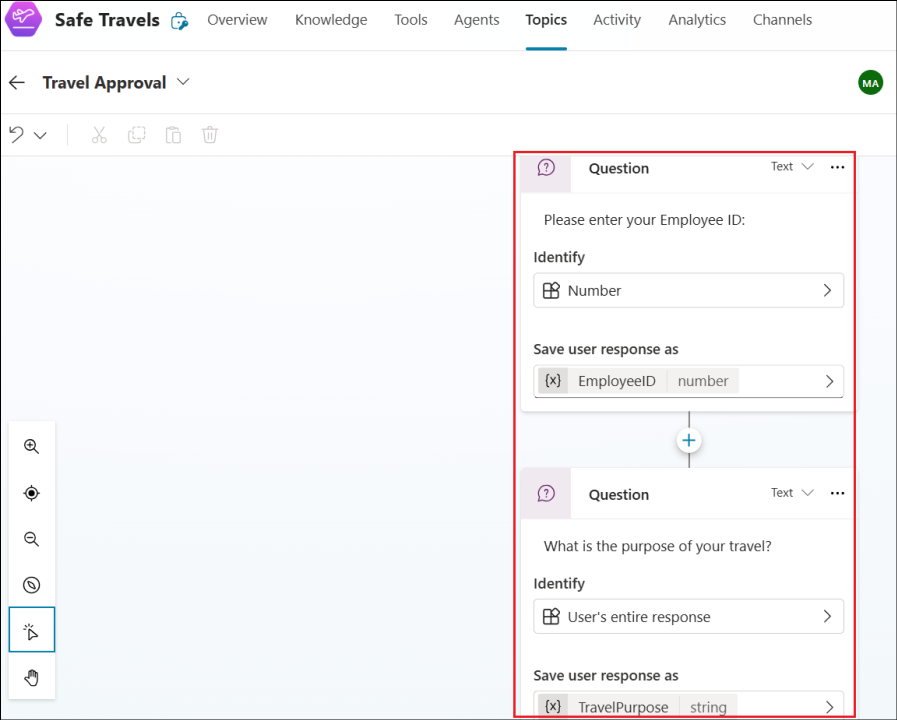 Safe Travels Overview Knowledge Tools Agents Topics Activity Analytics Channels
Travel Approval MA
Question Text
Please enter your Employee ID:
Identify
Number
Save user response as
{x} EmployeeID number
Question Text
What is the purpose of your travel?
Identify
User's entire response
Save user response as
{x} TravelPurpose string